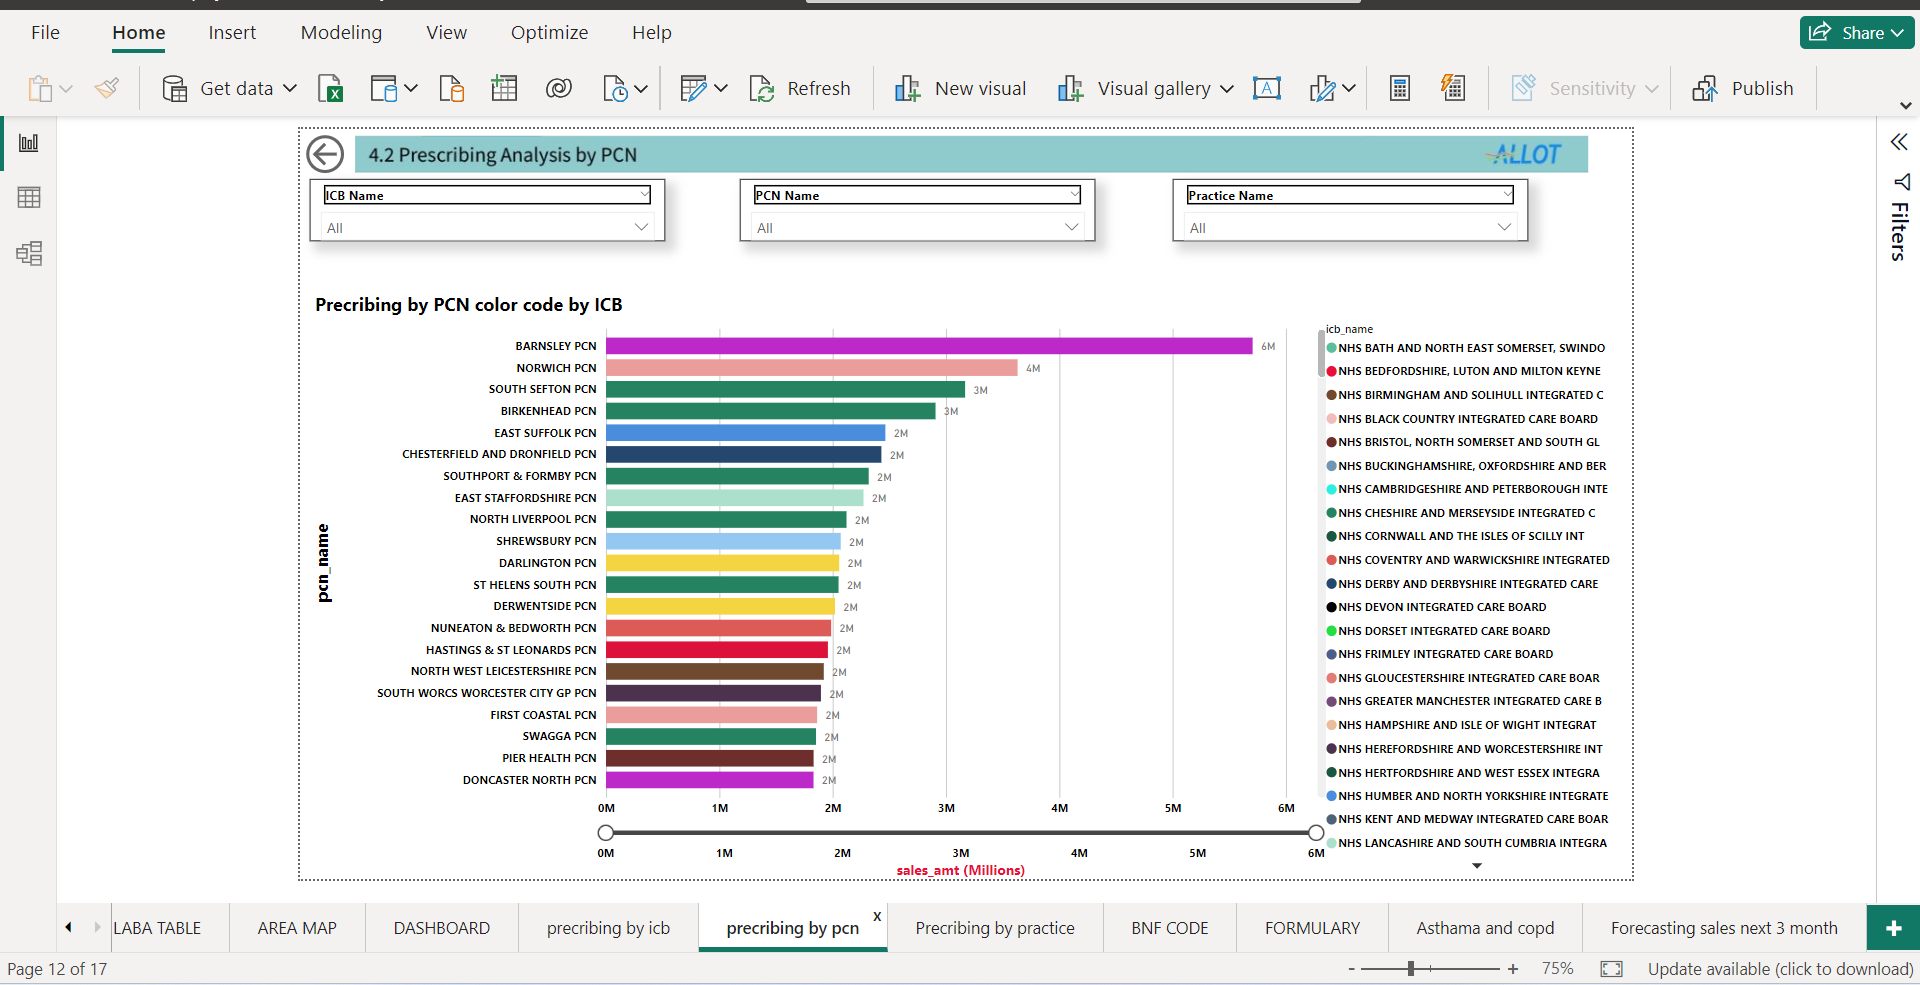 File Home Insert Modeling View Optimize Help Share
Get data Refresh New visual Visual gallery A Sensitivity Publish
4.2 Prescribing Analysis by PCN ALLOT
ICB Name PCN Name Practice Name
All All All
Filters
Precribing by PCN color code by ICB
pcn_name
BARNSLEY PCN 6M
NORWICH PCN 4M
SOUTH SEFTON PCN 3M
BIRKENHEAD PCN 3M
EAST SUFFOLK PCN 2M
CHESTERFIELD AND DRONFIELD PCN 2M
SOUTHPORT & FORMBY PCN 2M
EAST STAFFORDSHIRE PCN 2M
NORTH LIVERPOOL PCN 2M
SHREWSBURY PCN 2M
DARLINGTON PCN 2M
ST HELENS SOUTH PCN 2M
DERWENTSIDE PCN 2M
NUNEATON & BEDWORTH PCN 2M
HASTINGS & ST LEONARDS PCN 2M
NORTH WEST LEICESTERSHIRE PCN 2M
SOUTH WORCS WORCESTER CITY GP PCN 2M
FIRST COASTAL PCN 2M
SWAGGA PCN 2M
PIER HEALTH PCN 2M
DONCASTER NORTH PCN 2M
0M 1M 2M 3M 4M 5M 6M
0M 1M 2M 3M 4M 5M 6M
sales_amt (Millions)
icb_name
NHS BATH AND NORTH EAST SOMERSET, SWINDO
NHS BEDFORDSHIRE, LUTON AND MILTON KEYNE
NHS BIRMINGHAM AND SOLIHULL INTEGRATED C
NHS BLACK COUNTRY INTEGRATED CARE BOARD
NHS BRISTOL, NORTH SOMERSET AND SOUTH GL
NHS BUCKINGHAMSHIRE, OXFORDSHIRE AND BER
NHS CAMBRIDGESHIRE AND PETERBOROUGH INTE
NHS CHESHIRE AND MERSEYSIDE INTEGRATED C
NHS CORNWALL AND THE ISLES OF SCILLY INT
NHS COVENTRY AND WARWICKSHIRE INTEGRATED
NHS DERBY AND DERBYSHIRE INTEGRATED CARE
NHS DEVON INTEGRATED CARE BOARD
NHS DORSET INTEGRATED CARE BOARD
NHS FRIMLEY INTEGRATED CARE BOARD
NHS GLOUCESTERSHIRE INTEGRATED CARE BOAR
NHS GREATER MANCHESTER INTEGRATED CARE B
NHS HAMPSHIRE AND ISLE OF WIGHT INTEGRAT
NHS HEREFORDSHIRE AND WORCESTERSHIRE INT
NHS HERTFORDSHIRE AND WEST ESSEX INTEGRA
NHS HUMBER AND NORTH YORKSHIRE INTEGRATE
NHS KENT AND MEDWAY INTEGRATED CARE BOAR
NHS LANCASHIRE AND SOUTH CUMBRIA INTEGRA
LABA TABLE AREA MAP DASHBOARD precribing by icb precribing by pcn x Precribing by practice BNF CODE FORMULARY Asthama and copd Forecasting sales next 3 month +
Page 12 of 17 - + 75% Update available (click to download)